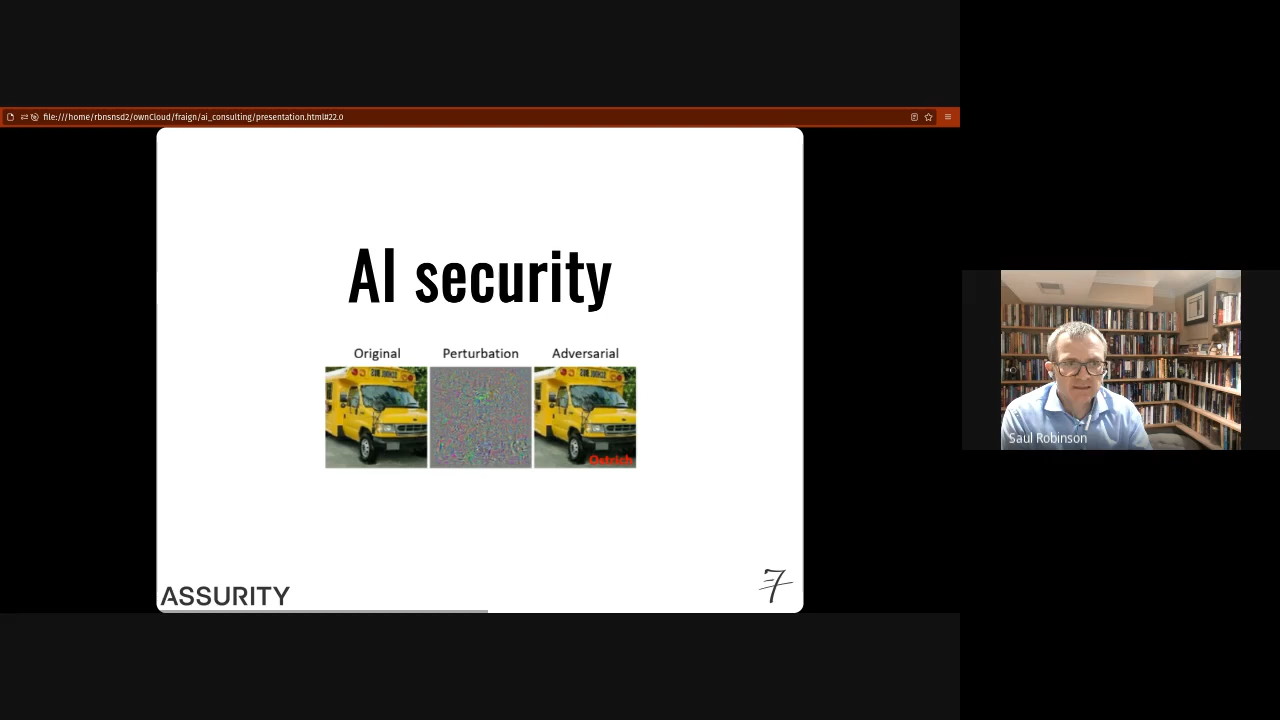 file:///home/rbnsnsd2/ownCloud/fraign/ai_consulting/presentation.html#22.0
AI security
Original Perturbation Adversarial
Ostrich
ASSURITY
Saul Robinson